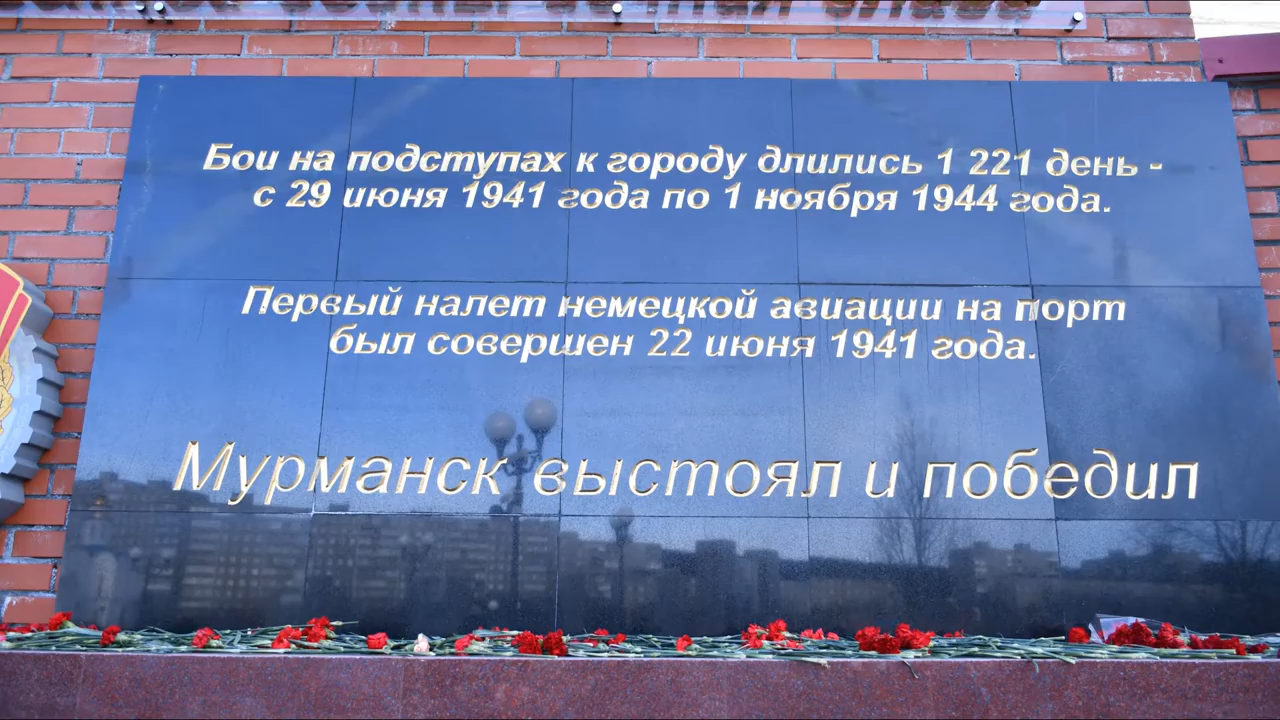 Бои на подступах к городу длились 1 221 день -
с 29 июня 1941 года по 1 ноября 1944 года.
Первый налет немецкой авиации на порт
был совершен 22 июня 1941 года.
Мурманск выстоял и победил